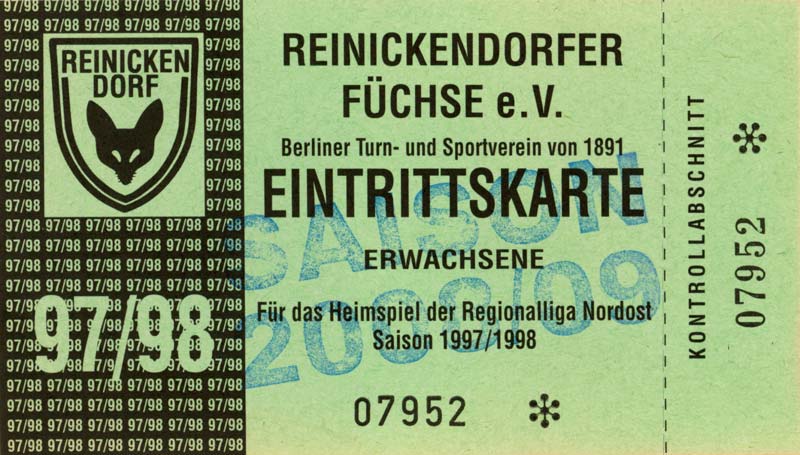 REINICKEN
DORF
97/98
REINICKENDORFER
FÜCHSE e.V.
Berliner Turn- und Sportverein von 1891
EINTRITTSKARTE
ERWACHSENE
Für das Heimspiel der Regionalliga Nordost
Saison 1997/1998
SAISON
2008/09
07952
KONTROLLABSCHNITT
07952